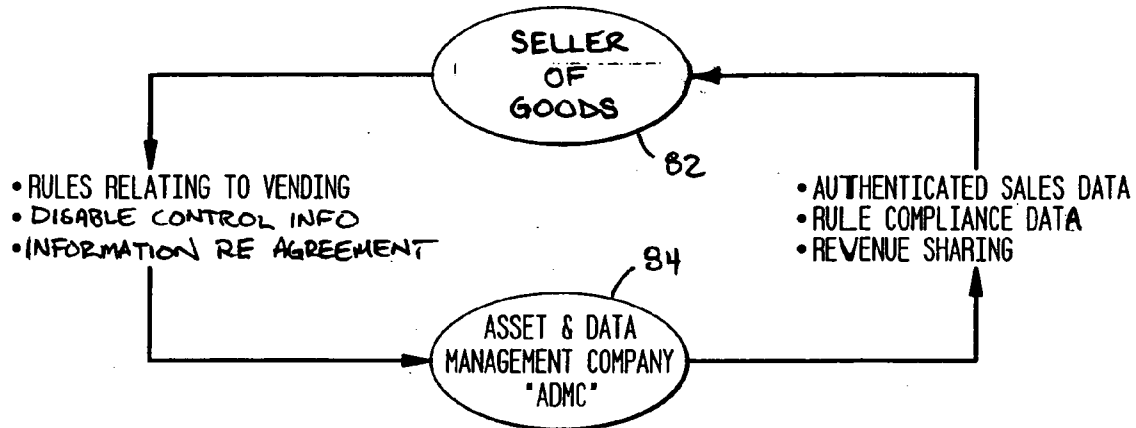 SELLER
OF
GOODS
82
• RULES RELATING TO VENDING
• DISABLE CONTROL INFO
• INFORMATION RE AGREEMENT
• AUTHENTICATED SALES DATA
• RULE COMPLIANCE DATA
• REVENUE SHARING
84
ASSET & DATA
MANAGEMENT COMPANY
"ADMC"